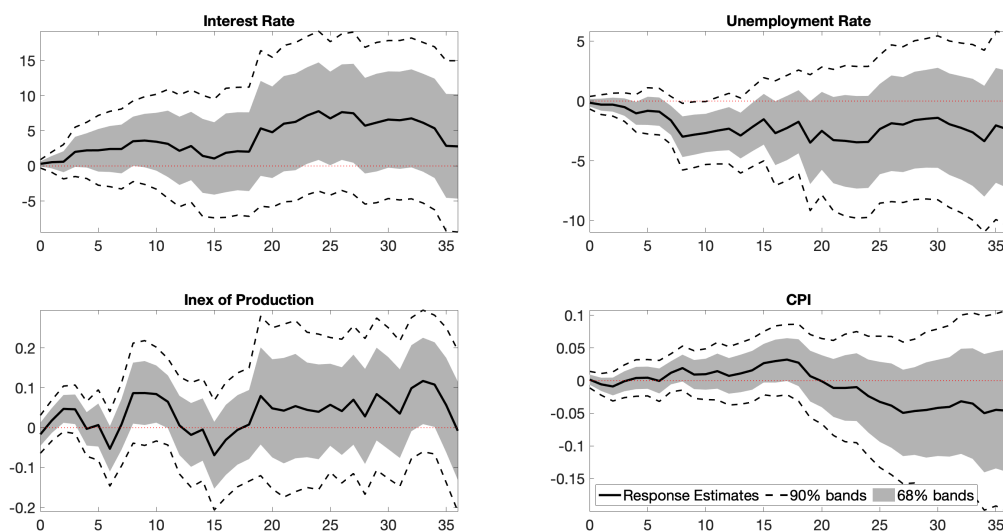 Interest Rate
15
10
5
0
-5
0 5 10 15 20 25 30 35
Unemployment Rate
5
0
-5
-10
0 5 10 15 20 25 30 35
Inex of Production
0.2
0.1
0
-0.1
-0.2
0 5 10 15 20 25 30 35
CPI
0.1
0.05
0
-0.05
-0.1
-0.15
0 5 10 15 20 25 30 35
Response Estimates 90% bands 68% bands